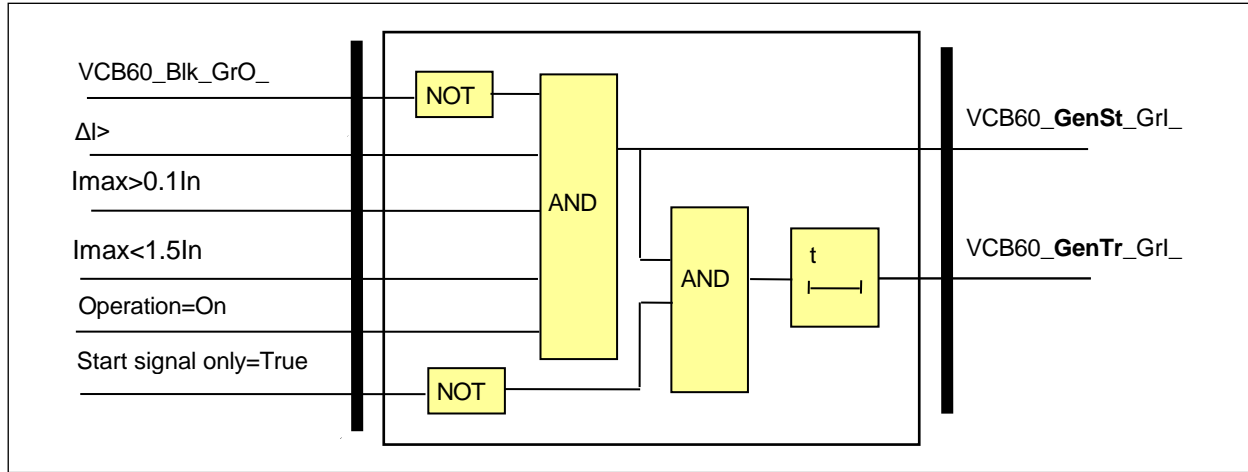 VCB60_Blk_GrO_
NOT
ΔI>
VCB60_GenSt_GrI_
Imax>0.1In
AND
Imax<1.5In
t
VCB60_GenTr_GrI_
AND
Operation=On
Start signal only=True
NOT